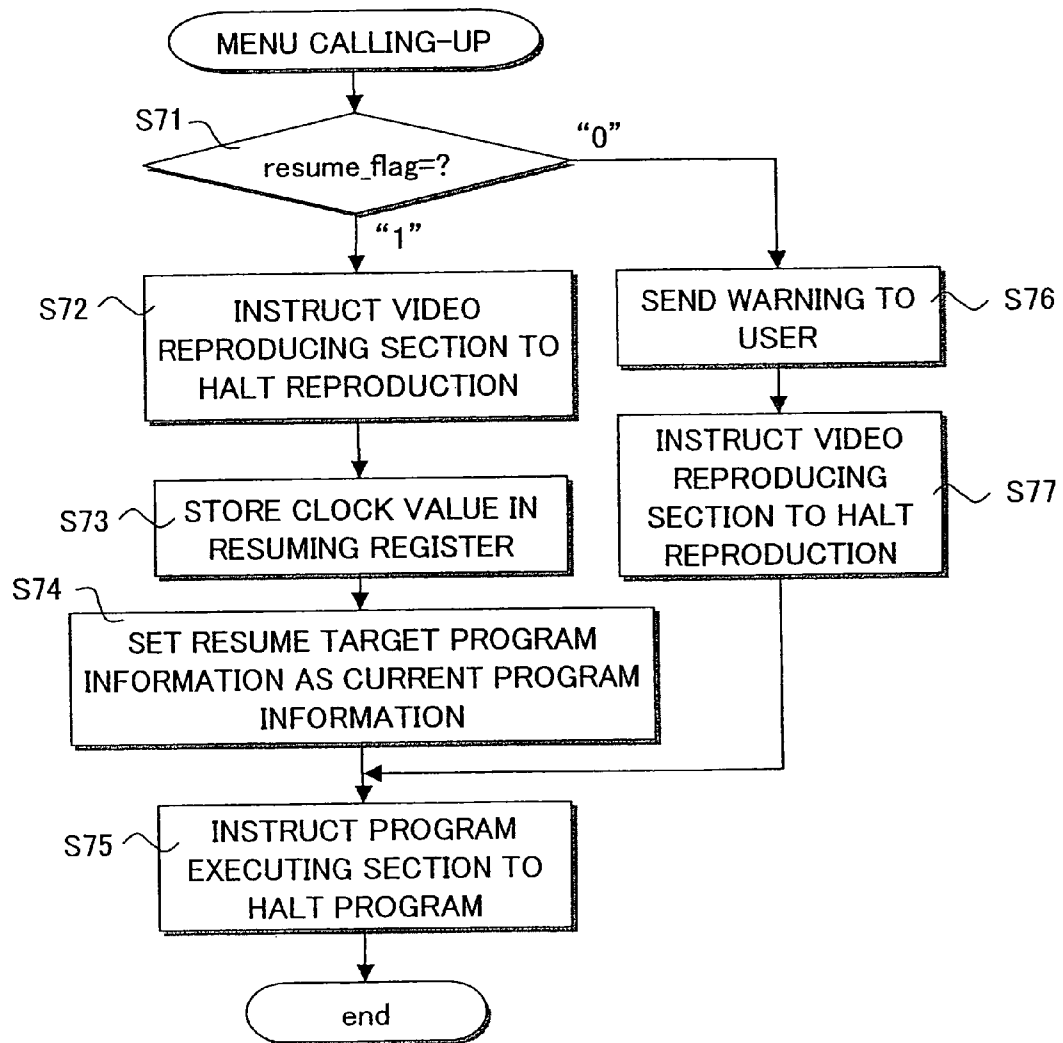 MENU CALLING-UP
S71
resume_flag=?
“0”
“1”
S72
INSTRUCT VIDEO
REPRODUCING SECTION TO
HALT REPRODUCTION
SEND WARNING TO
USER
S76
S73
STORE CLOCK VALUE IN
RESUMING REGISTER
INSTRUCT VIDEO
REPRODUCING
SECTION TO HALT
REPRODUCTION
S77
S74
SET RESUME TARGET PROGRAM
INFORMATION AS CURRENT PROGRAM
INFORMATION
S75
INSTRUCT PROGRAM
EXECUTING SECTION TO
HALT PROGRAM
end